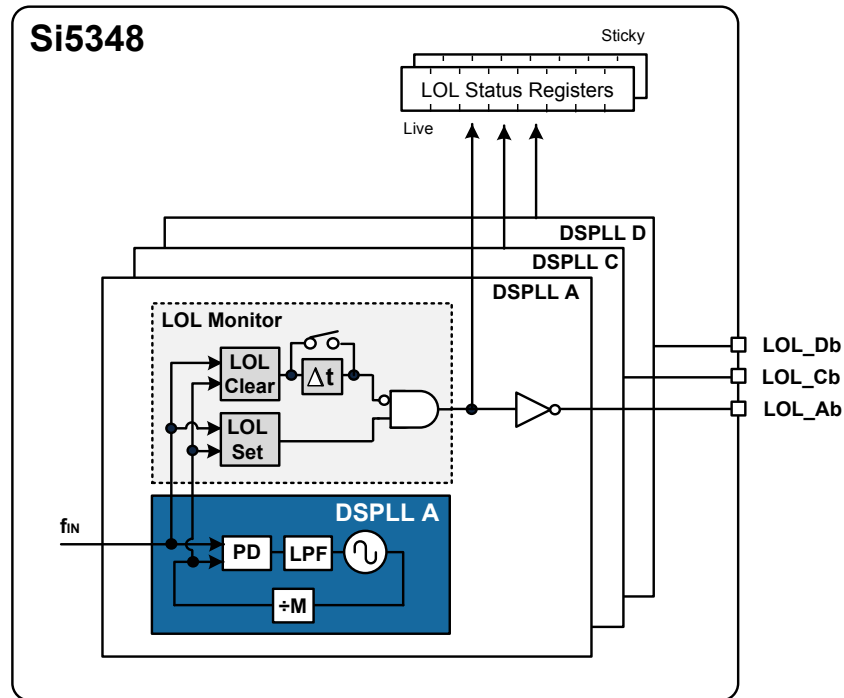 Si5348
Sticky
LOL Status Registers
Live
DSPLL D
DSPLL C
DSPLL A
LOL Monitor
LOL
Clear
Δt
LOL
Set
LOL_Db
LOL_Cb
LOL_Ab
DSPLL A
fIN
PD
LPF
÷M